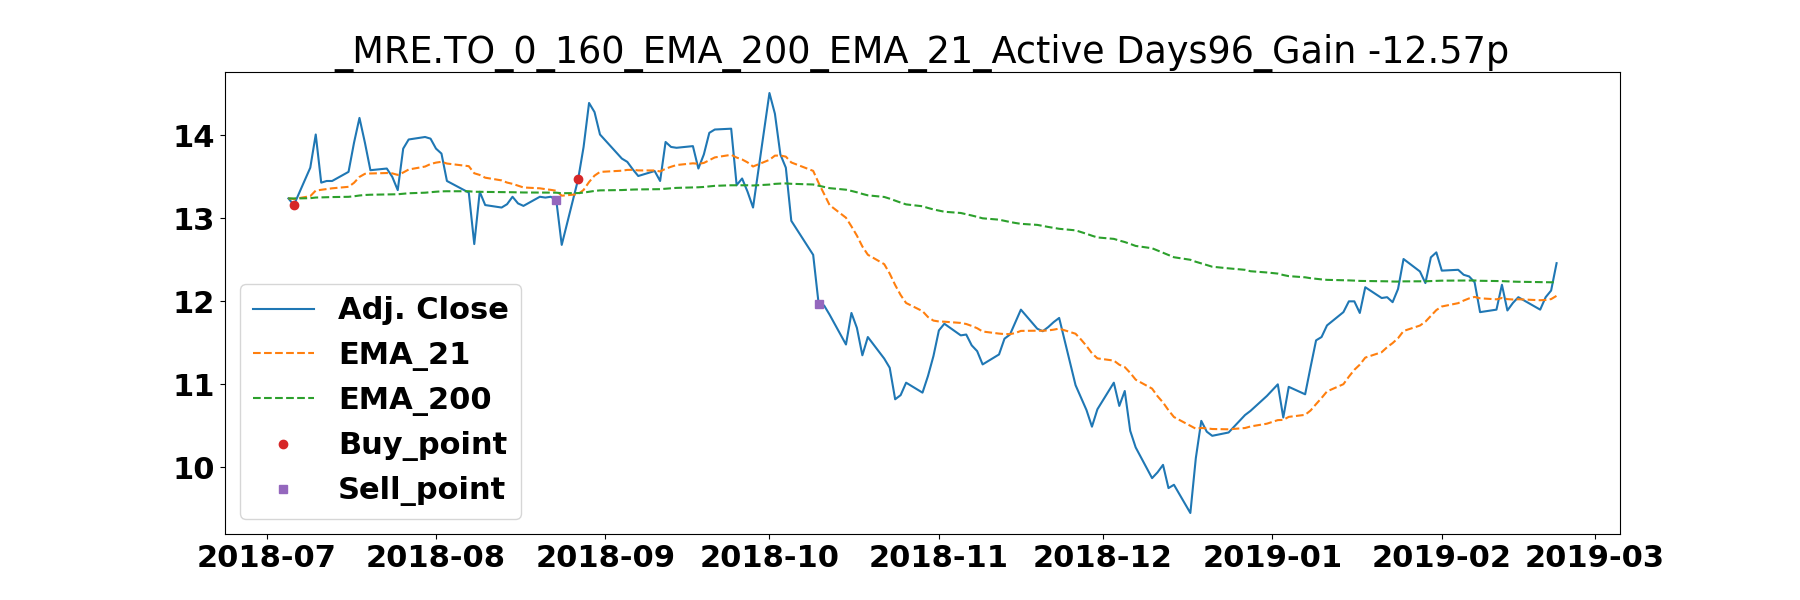 _MRE.TO_0_160_EMA_200_EMA_21_Active Days96_Gain -12.57p
14
13
12
11
10
Adj. Close
EMA_21
EMA_200
Buy_point
Sell_point
2018-07 2018-08 2018-09 2018-10 2018-11 2018-12 2019-01 2019-02 2019-03